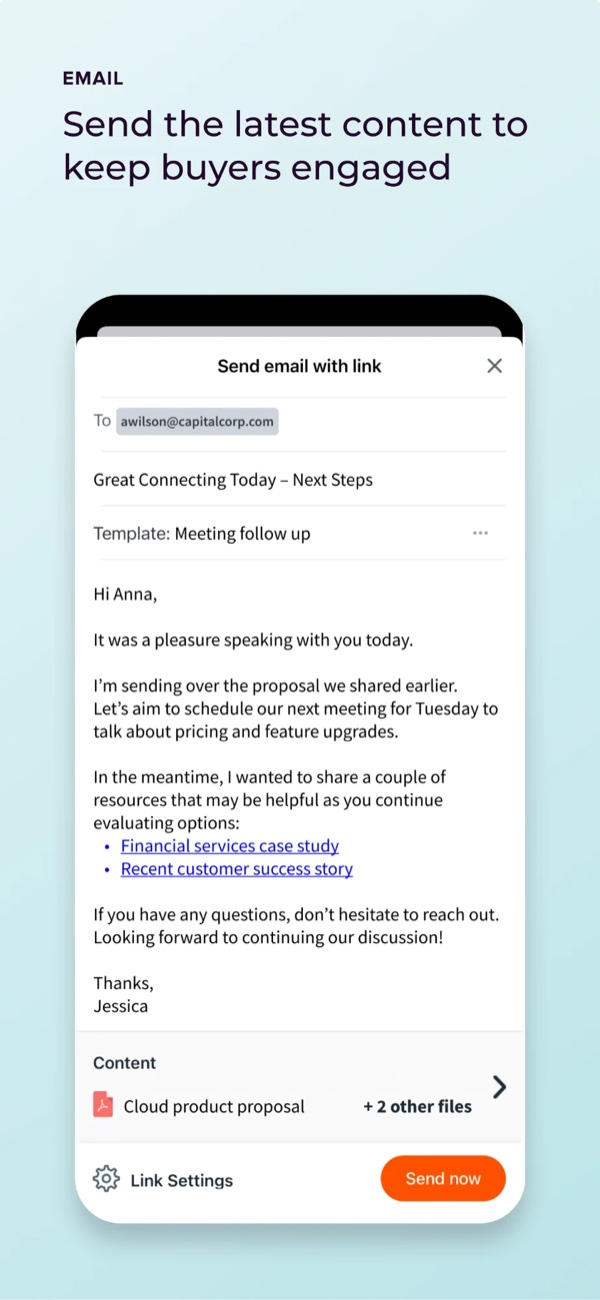 EMAIL
Send the latest content to
keep buyers engaged
Send email with link
To awilson@capitalcorp.com
Great Connecting Today – Next Steps
Template: Meeting follow up
Hi Anna,
It was a pleasure speaking with you today.
I’m sending over the proposal we shared earlier.
Let’s aim to schedule our next meeting for Tuesday to
talk about pricing and feature upgrades.
In the meantime, I wanted to share a couple of
resources that may be helpful as you continue
evaluating options:
• Financial services case study
• Recent customer success story
If you have any questions, don’t hesitate to reach out.
Looking forward to continuing our discussion!
Thanks,
Jessica
Content
Cloud product proposal + 2 other files
Link Settings Send now